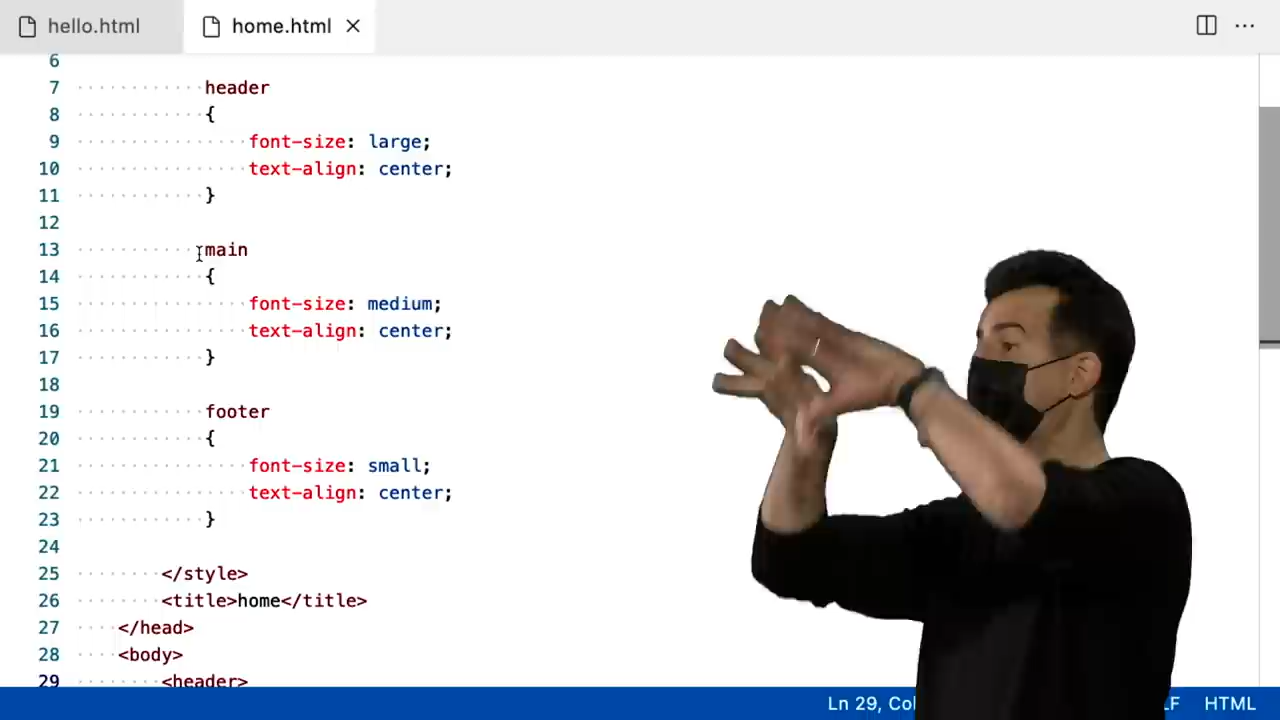 hello.html
home.html
6
7 header
8 {
9 font-size: large;
10 text-align: center;
11 }
12
13 main
14 {
15 font-size: medium;
16 text-align: center;
17 }
18
19 footer
20 {
21 font-size: small;
22 text-align: center;
23 }
24
25 </style>
26 <title>home</title>
27 </head>
28 <body>
29 <header>
Ln 29, HTML